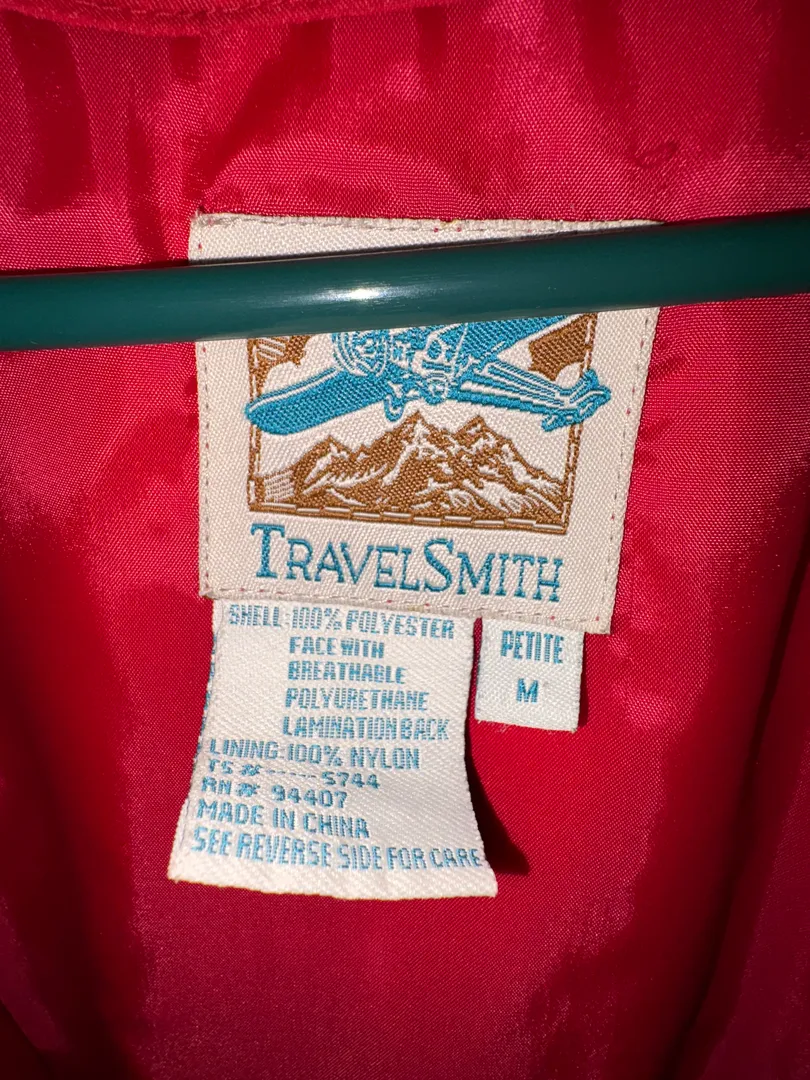 TRAVELSMITH
SHELL:100% POLYESTER
FACE WITH
BREATHABLE
POLYURETHANE
LAMINATION BACK
LINING:100% NYLON
TS #-----5744
RN# 94407
MADE IN CHINA
SEE REVERSE SIDE FOR CARE
PETITE
M